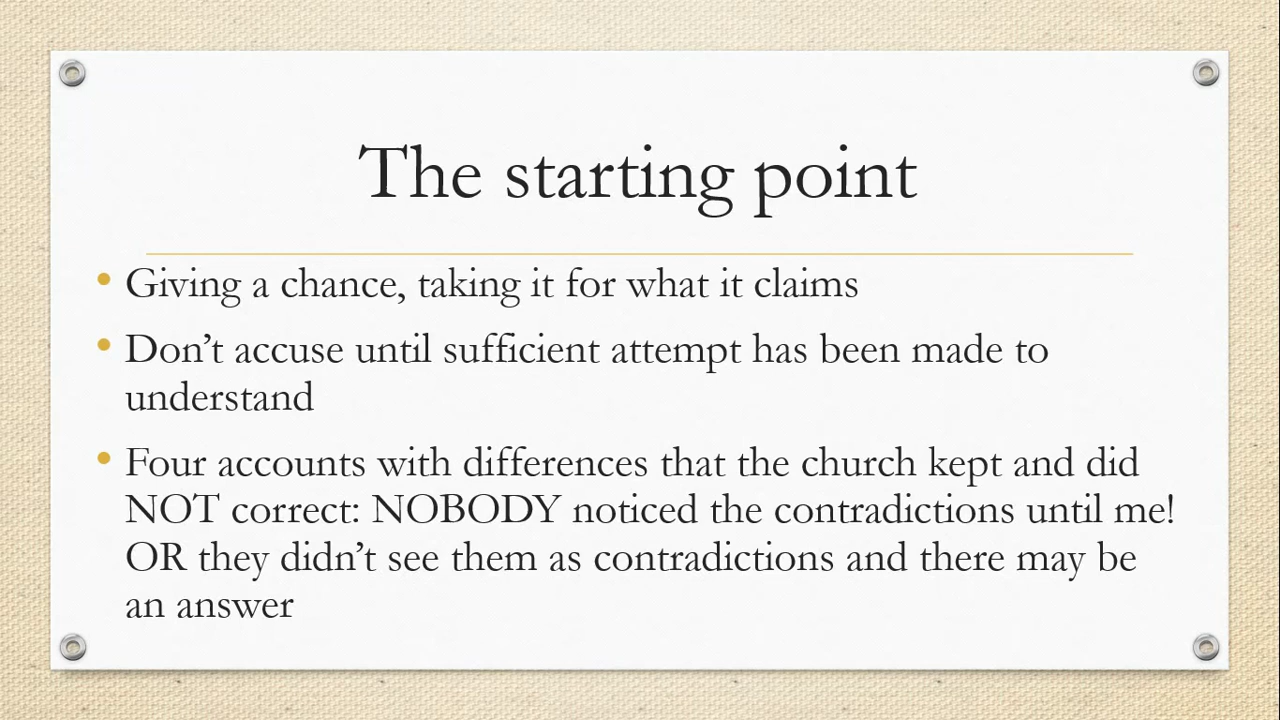 The starting point
• Giving a chance, taking it for what it claims
• Don’t accuse until sufficient attempt has been made to
understand
• Four accounts with differences that the church kept and did
NOT correct: NOBODY noticed the contradictions until me!
OR they didn’t see them as contradictions and there may be
an answer